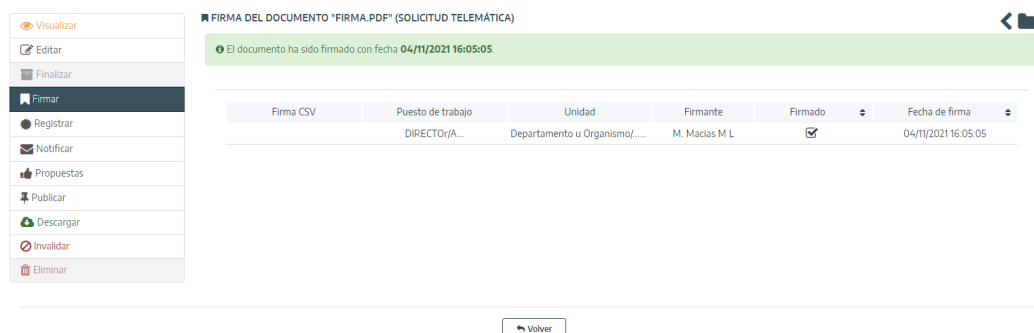 Visualizar
Editar
Finalizar
Firmar
Registrar
Notificar
Propuestas
Publicar
Descargar
Invalidar
Eliminar
FIRMA DEL DOCUMENTO "FIRMA.PDF" (SOLICITUD TELEMÁTICA)
El documento ha sido firmado con fecha 04/11/2021 16:05:05.
Firma CSV Puesto de trabajo Unidad Firmante Firmado Fecha de firma
DIRECTOr/A... Departamento u Organismo/...... M. Macias M L 04/11/2021 16:05:05
Volver